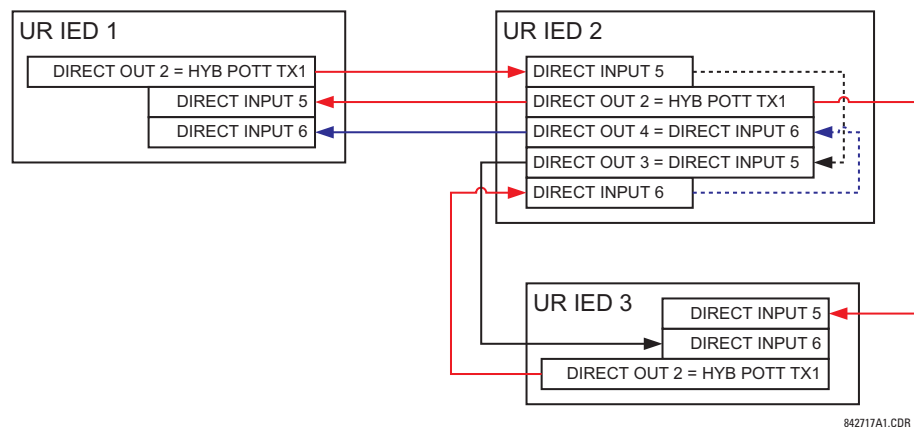 UR IED 1
DIRECT OUT 2 = HYB POTT TX1
DIRECT INPUT 5
DIRECT INPUT 6
UR IED 2
DIRECT INPUT 5
DIRECT OUT 2 = HYB POTT TX1
DIRECT OUT 4 = DIRECT INPUT 6
DIRECT OUT 3 = DIRECT INPUT 5
DIRECT INPUT 6
UR IED 3
DIRECT INPUT 5
DIRECT INPUT 6
DIRECT OUT 2 = HYB POTT TX1
842717A1.CDR